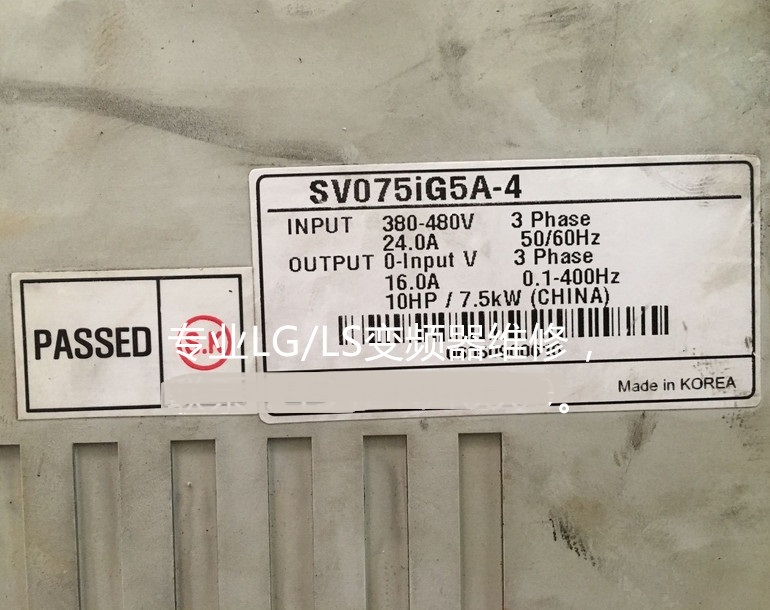 SV075iG5A-4
INPUT 380-480V 3 Phase
24.0A 50/60Hz
OUTPUT 0-Input V 3 Phase
16.0A 0.1-400Hz
10HP / 7.5kW (CHINA)
PASSED
专业LG/LS变频器维修，
Made in KOREA